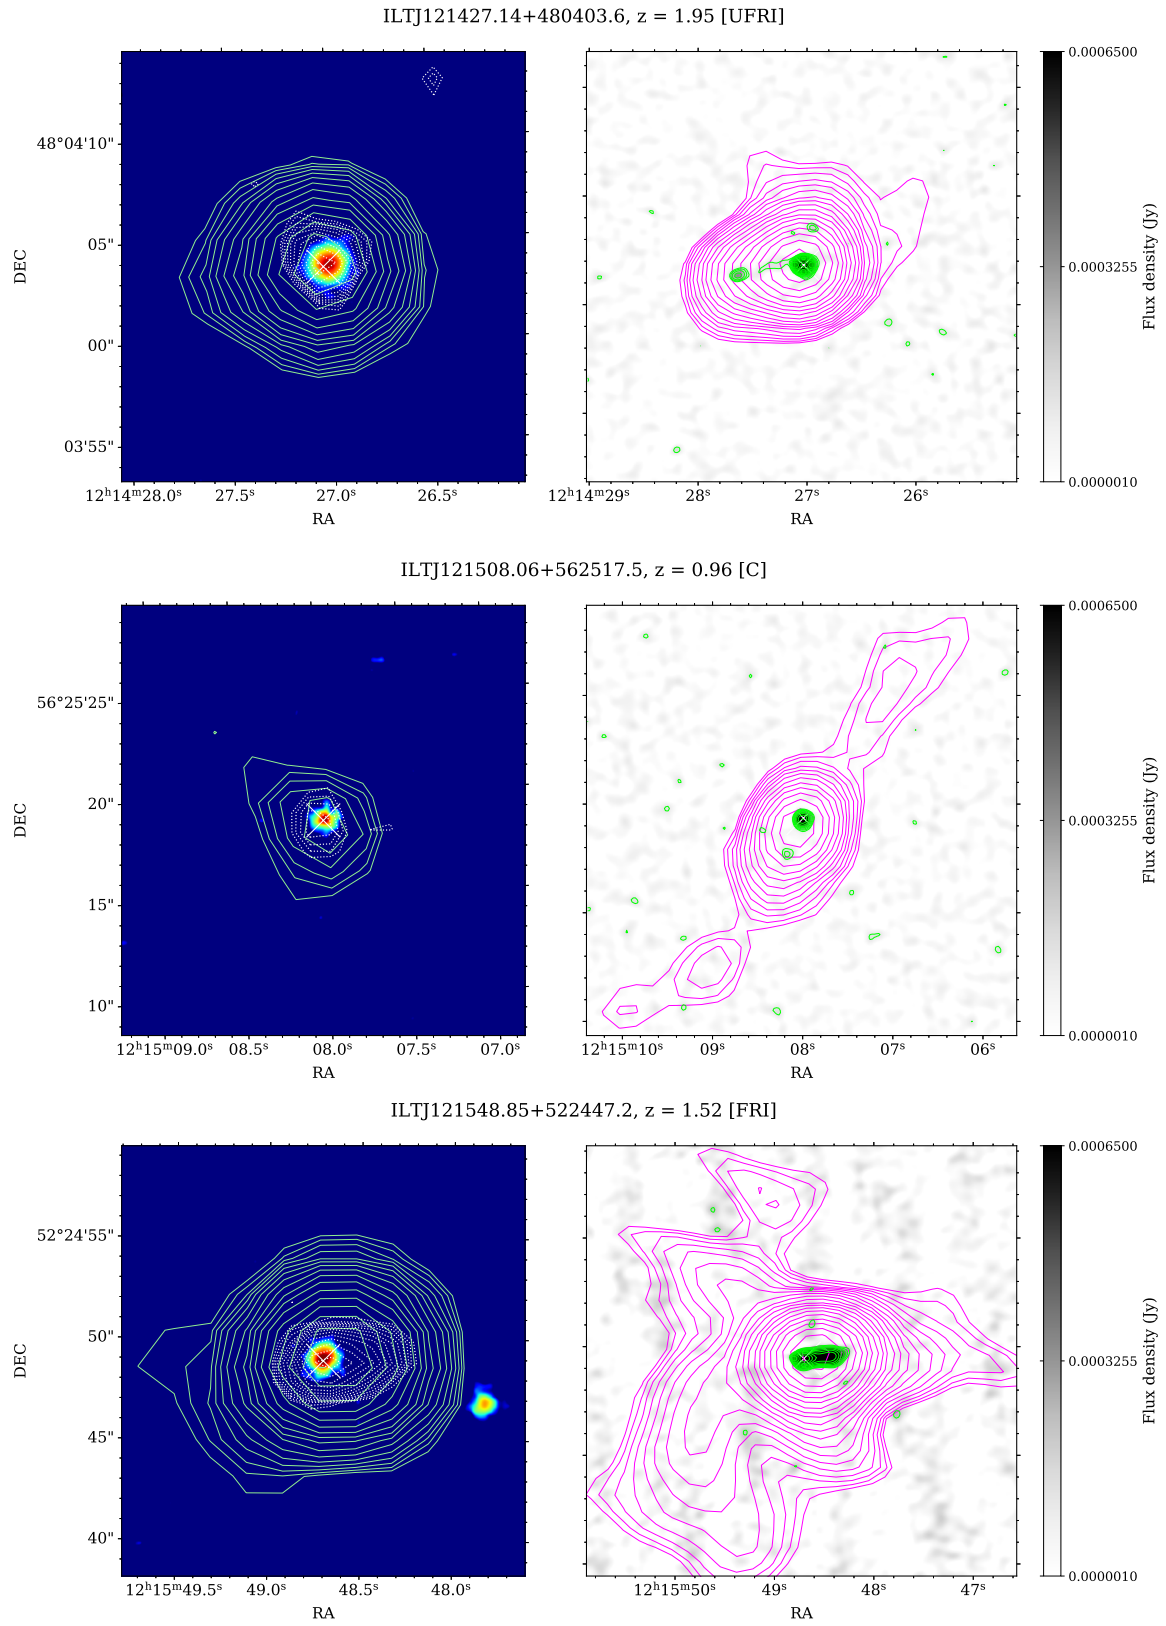 ILTJ121427.14+480403.6, z = 1.95 [UFRI]
0.0006500
48°04'10"
05"
00"
03'55"
DEC
0.0003255
Flux density (Jy)
0.0000010
12ʰ14ᵐ28.0ˢ 27.5ˢ 27.0ˢ 26.5ˢ
12ʰ14ᵐ29ˢ 28ˢ 27ˢ 26ˢ
RA RA
ILTJ121508.06+562517.5, z = 0.96 [C]
0.0006500
56°25'25"
20"
15"
10"
DEC
0.0003255
Flux density (Jy)
0.0000010
12ʰ15ᵐ09.0ˢ 08.5ˢ 08.0ˢ 07.5ˢ 07.0ˢ
12ʰ15ᵐ10ˢ 09ˢ 08ˢ 07ˢ 06ˢ
RA RA
ILTJ121548.85+522447.2, z = 1.52 [FRI]
0.0006500
52°24'55"
50"
45"
40"
DEC
0.0003255
Flux density (Jy)
0.0000010
12ʰ15ᵐ49.5ˢ 49.0ˢ 48.5ˢ 48.0ˢ
12ʰ15ᵐ50ˢ 49ˢ 48ˢ 47ˢ
RA RA